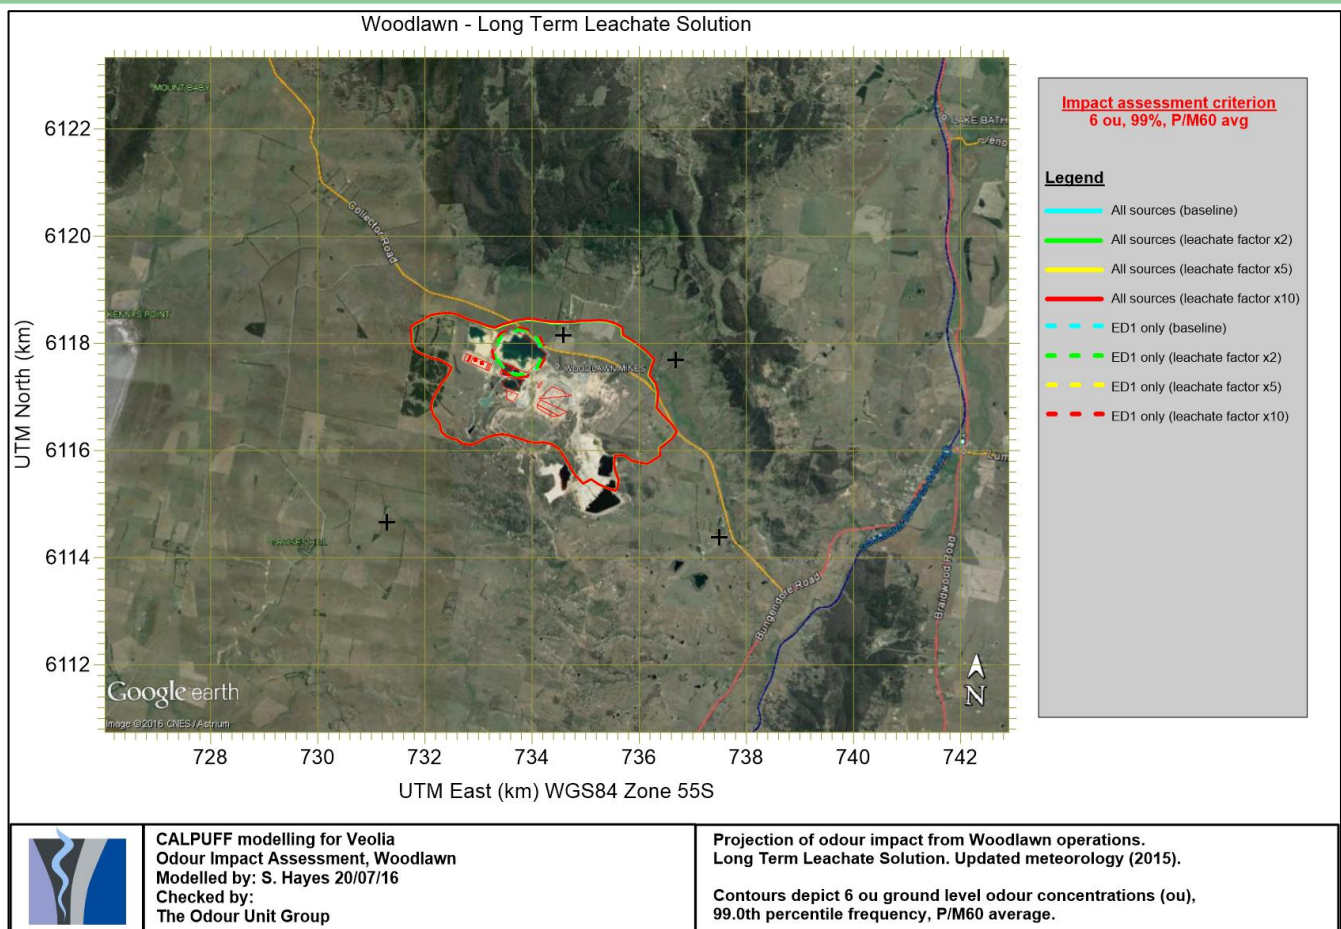 Woodlawn - Long Term Leachate Solution
MOUNT BABY
6122
6120
6118
6116
6114
6112
UTM North (km)
Collector Road
KENNYS POINT
WOODLAWN MINES
LAKE BATH
Lum
GROSES HILL
Bungendore Road
Braidwood Road
N
Google earth
Image © 2016 CNES / Astrium
728
730
732
734
736
738
740
742
UTM East (km) WGS84 Zone 55S
Impact assessment criterion
6 ou, 99%, P/M60 avg
Legend
All sources (baseline)
All sources (leachate factor x2)
All sources (leachate factor x5)
All sources (leachate factor x10)
ED1 only (baseline)
ED1 only (leachate factor x2)
ED1 only (leachate factor x5)
ED1 only (leachate factor x10)
CALPUFF modelling for Veolia
Odour Impact Assessment, Woodlawn
Modelled by: S. Hayes 20/07/16
Checked by:
The Odour Unit Group
Projection of odour impact from Woodlawn operations.
Long Term Leachate Solution. Updated meteorology (2015).
Contours depict 6 ou ground level odour concentrations (ou),
99.0th percentile frequency, P/M60 average.